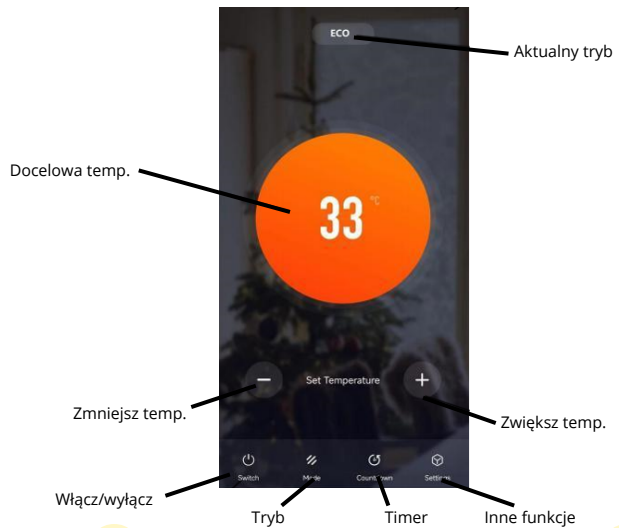 ECO
Aktualny tryb
Docelowa temp.
33 °C
Set Temperature
Zmniejsz temp.
Zwiększ temp.
Switch
Mode
Countdown
Settings
Włącz/wyłącz
Tryb
Timer
Inne funkcje